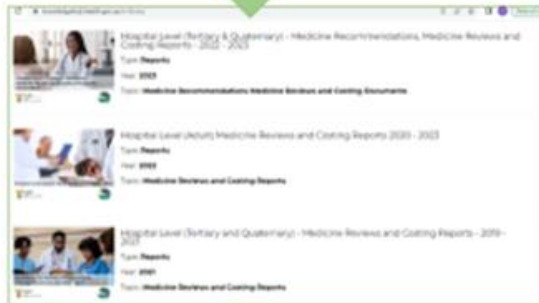 Hospital Level (Tertiary & Quaternary) - Medicine Recommendations, Medicine Reviews and
Costing Reports - 2022 - 2023
Type: Reports
Year: 2023
Topic: Medicine Recommendations Medicine Reviews and Costing Documents
Hospital Level (Adult) Medicine Reviews and Costing Reports 2020 - 2023
Type: Reports
Year:
Topic: Medicine Reviews and Costing Reports
Hospital Level (Tertiary and Quaternary) - Medicine Reviews and Costing Reports - 2019 -
2021
Type: Reports
Year: 2021
Topic: Medicine Reviews and Costing Reports